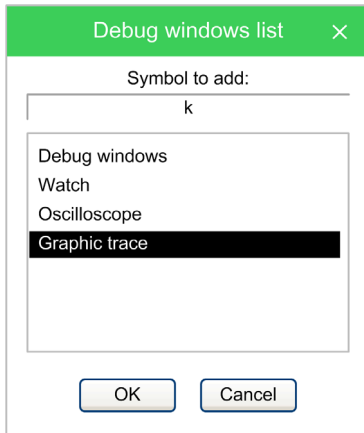 Debug windows list
Symbol to add:
k
Debug windows
Watch
Oscilloscope
Graphic trace
OK
Cancel